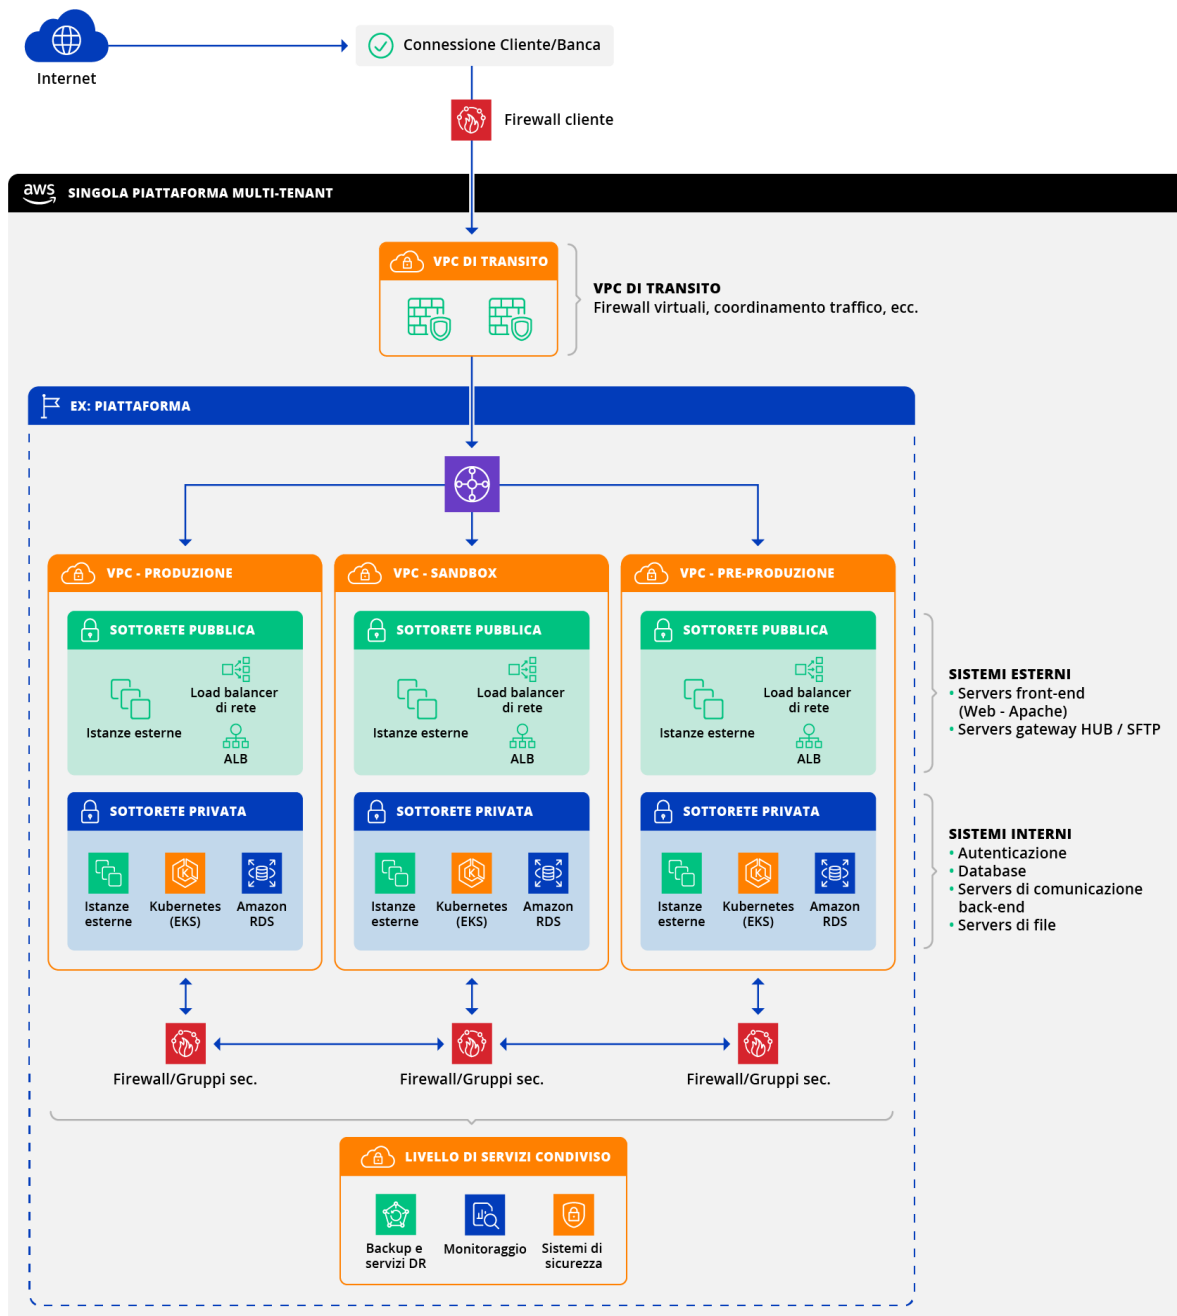 Internet
Connessione Cliente/Banca
Firewall cliente
aws
SINGOLA PIATTAFORMA MULTI-TENANT
VPC DI TRANSITO
VPC DI TRANSITO
Firewall virtuali, coordinamento traffico, ecc.
EX: PIATTAFORMA
VPC - PRODUZIONE
SOTTORETE PUBBLICA
Istanze esterne
Load balancer
di rete
ALB
SOTTORETE PRIVATA
Istanze
esterne
Kubernetes
(EKS)
Amazon
RDS
VPC - SANDBOX
SOTTORETE PUBBLICA
Istanze esterne
Load balancer
di rete
ALB
SOTTORETE PRIVATA
Istanze
esterne
Kubernetes
(EKS)
Amazon
RDS
VPC - PRE-PRODUZIONE
SOTTORETE PUBBLICA
Istanze esterne
Load balancer
di rete
ALB
SOTTORETE PRIVATA
Istanze
esterne
Kubernetes
(EKS)
Amazon
RDS
SISTEMI ESTERNI
• Servers front-end
(Web - Apache)
• Servers gateway HUB / SFTP
SISTEMI INTERNI
• Autenticazione
• Database
• Servers di comunicazione
back-end
• Servers di file
Firewall/Gruppi sec.
Firewall/Gruppi sec.
Firewall/Gruppi sec.
LIVELLO DI SERVIZI CONDIVISO
Backup e
servizi DR
Monitoraggio
Sistemi di
sicurezza